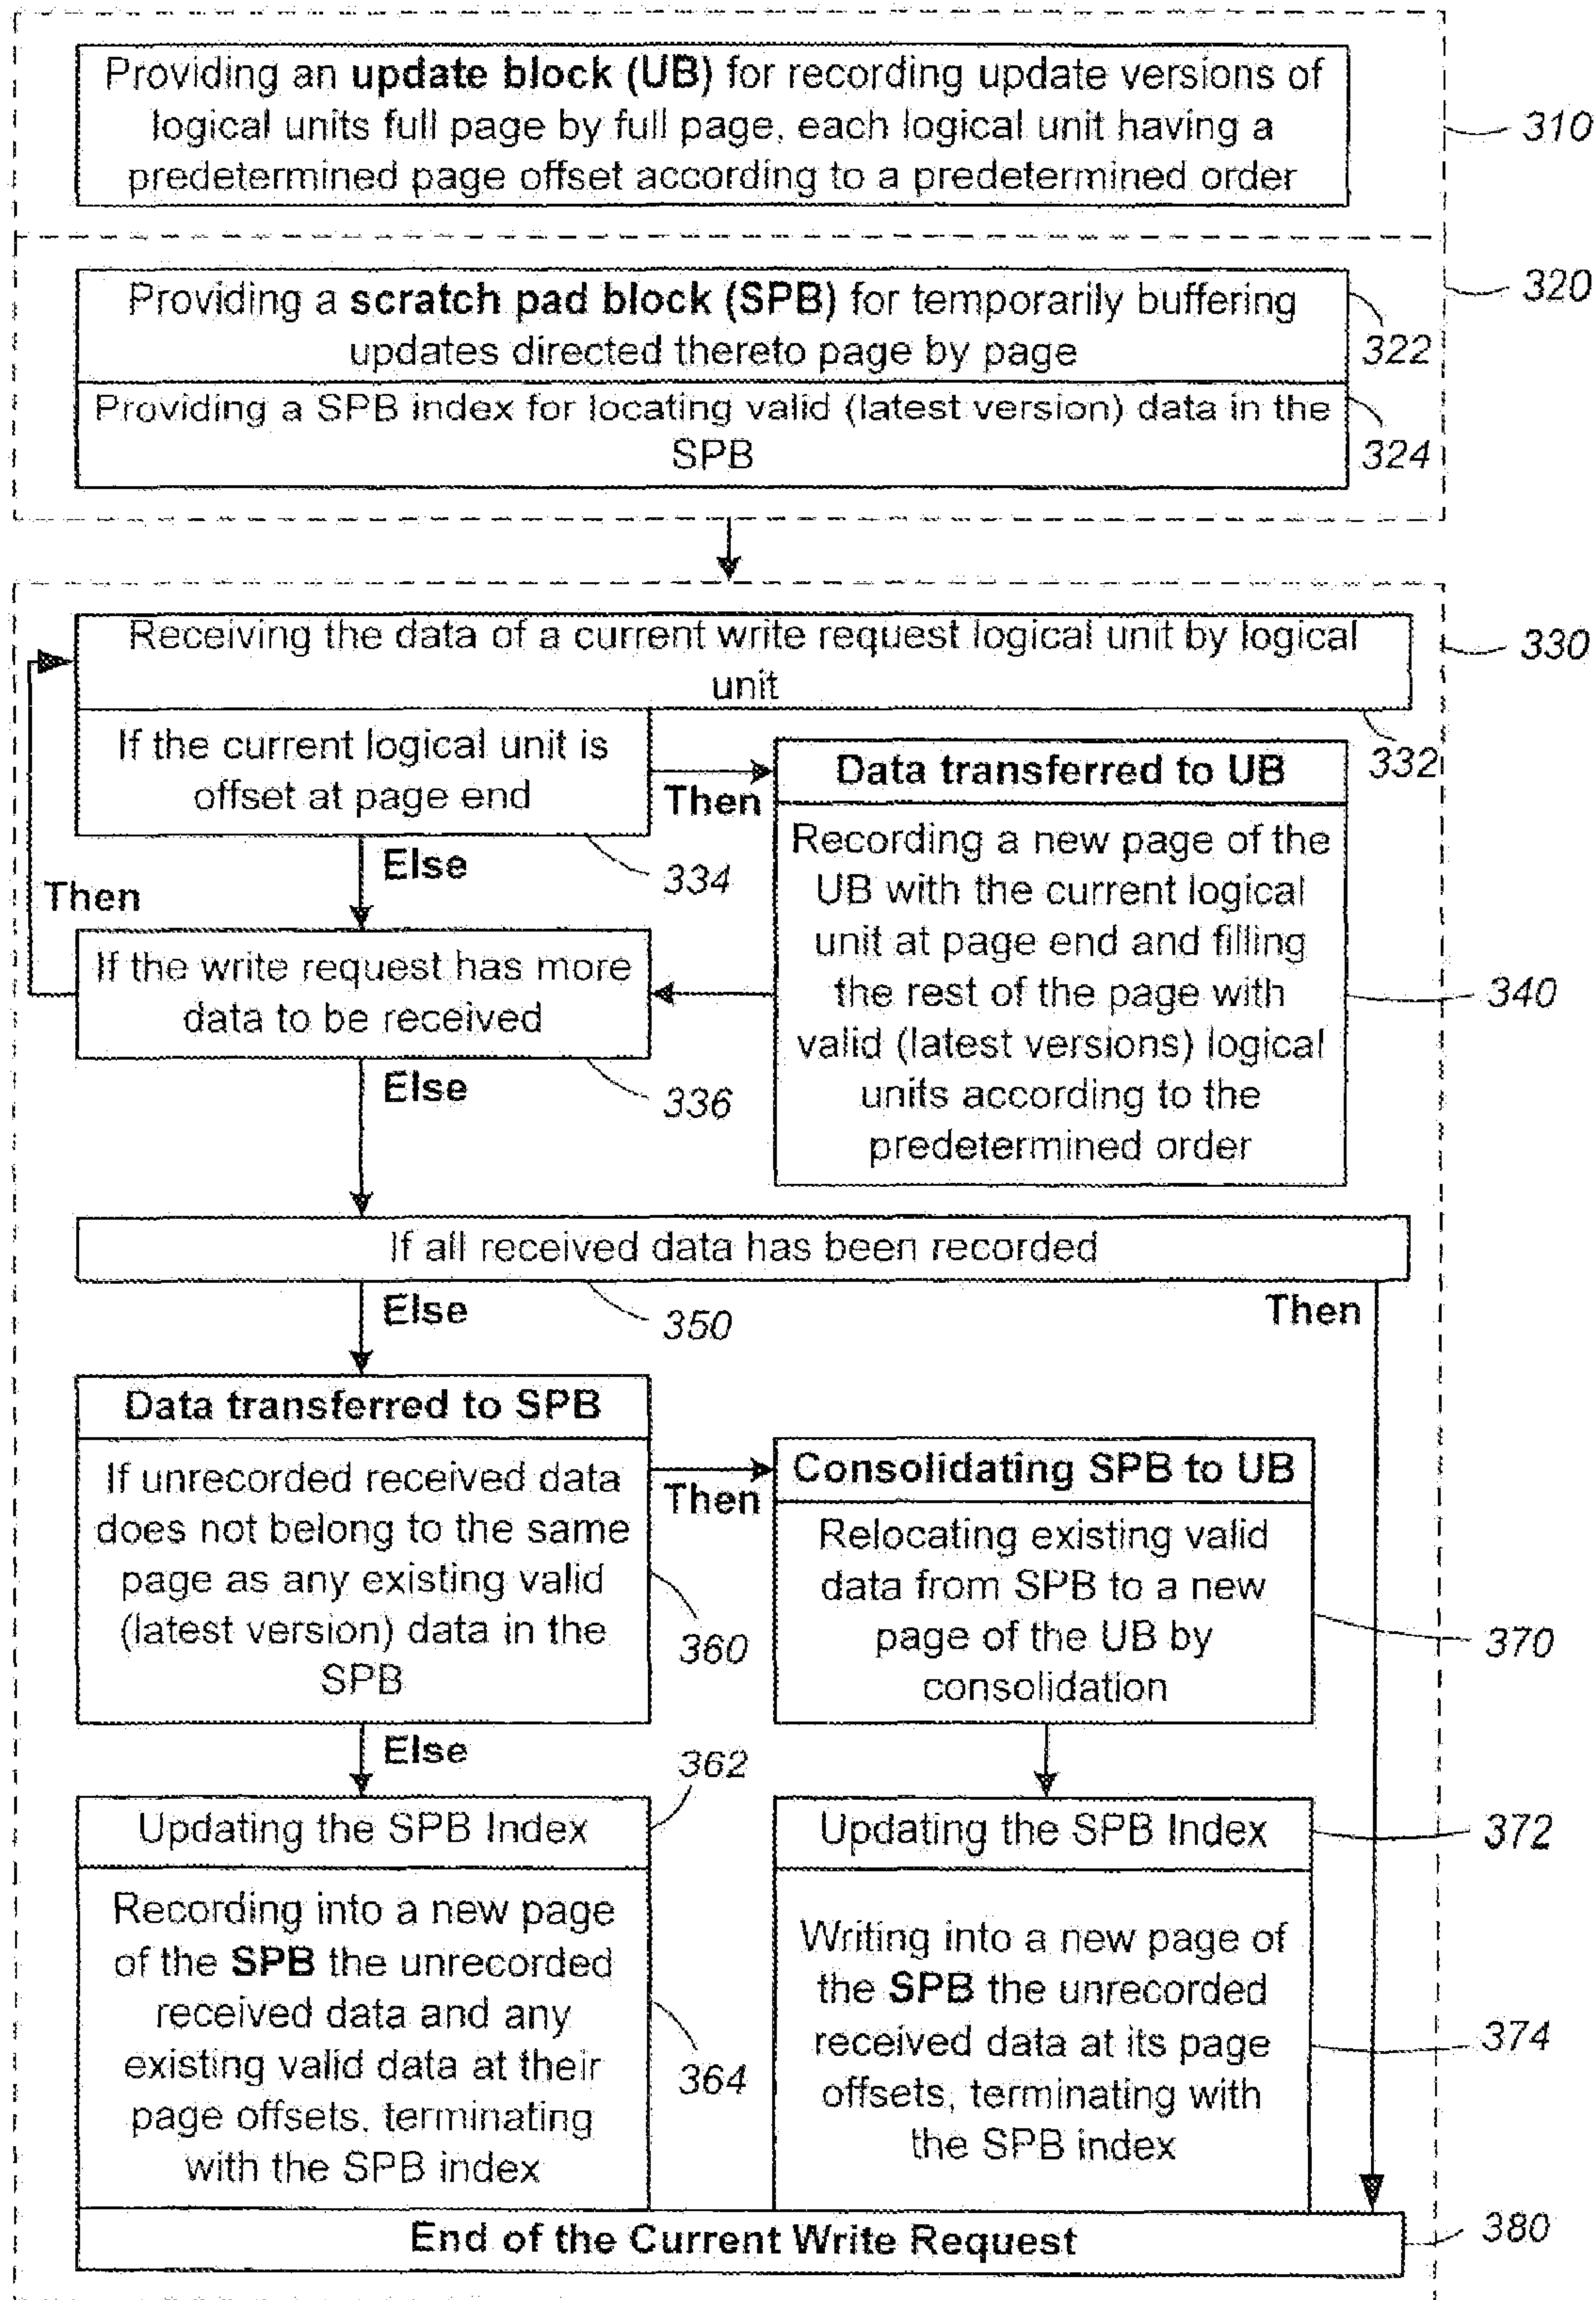 Providing an update block (UB) for recording update versions of
logical units full page by full page, each logical unit having a
predetermined page offset according to a predetermined order
310
Providing a scratch pad block (SPB) for temporarily buffering
updates directed thereto page by page
320
322
Providing a SPB index for locating valid (latest version) data in the
SPB
324
Receiving the data of a current write request logical unit by logical
unit
330
332
If the current logical unit is
offset at page end
Then
Else
334
Data transferred to UB
Recording a new page of the
UB with the current logical
unit at page end and filling
the rest of the page with
valid (latest versions) logical
units according to the
predetermined order
340
Then
If the write request has more
data to be received
Else
336
If all received data has been recorded
Else
350
Then
Data transferred to SPB
If unrecorded received data
does not belong to the same
page as any existing valid
(latest version) data in the
SPB
Then
360
Consolidating SPB to UB
Relocating existing valid
data from SPB to a new
page of the UB by
consolidation
370
Else
362
Updating the SPB Index
Recording into a new page
of the SPB the unrecorded
received data and any
existing valid data at their
page offsets, terminating
with the SPB index
364
Updating the SPB Index
372
Writing into a new page of
the SPB the unrecorded
received data at its page
offsets, terminating with
the SPB index
374
End of the Current Write Request
380